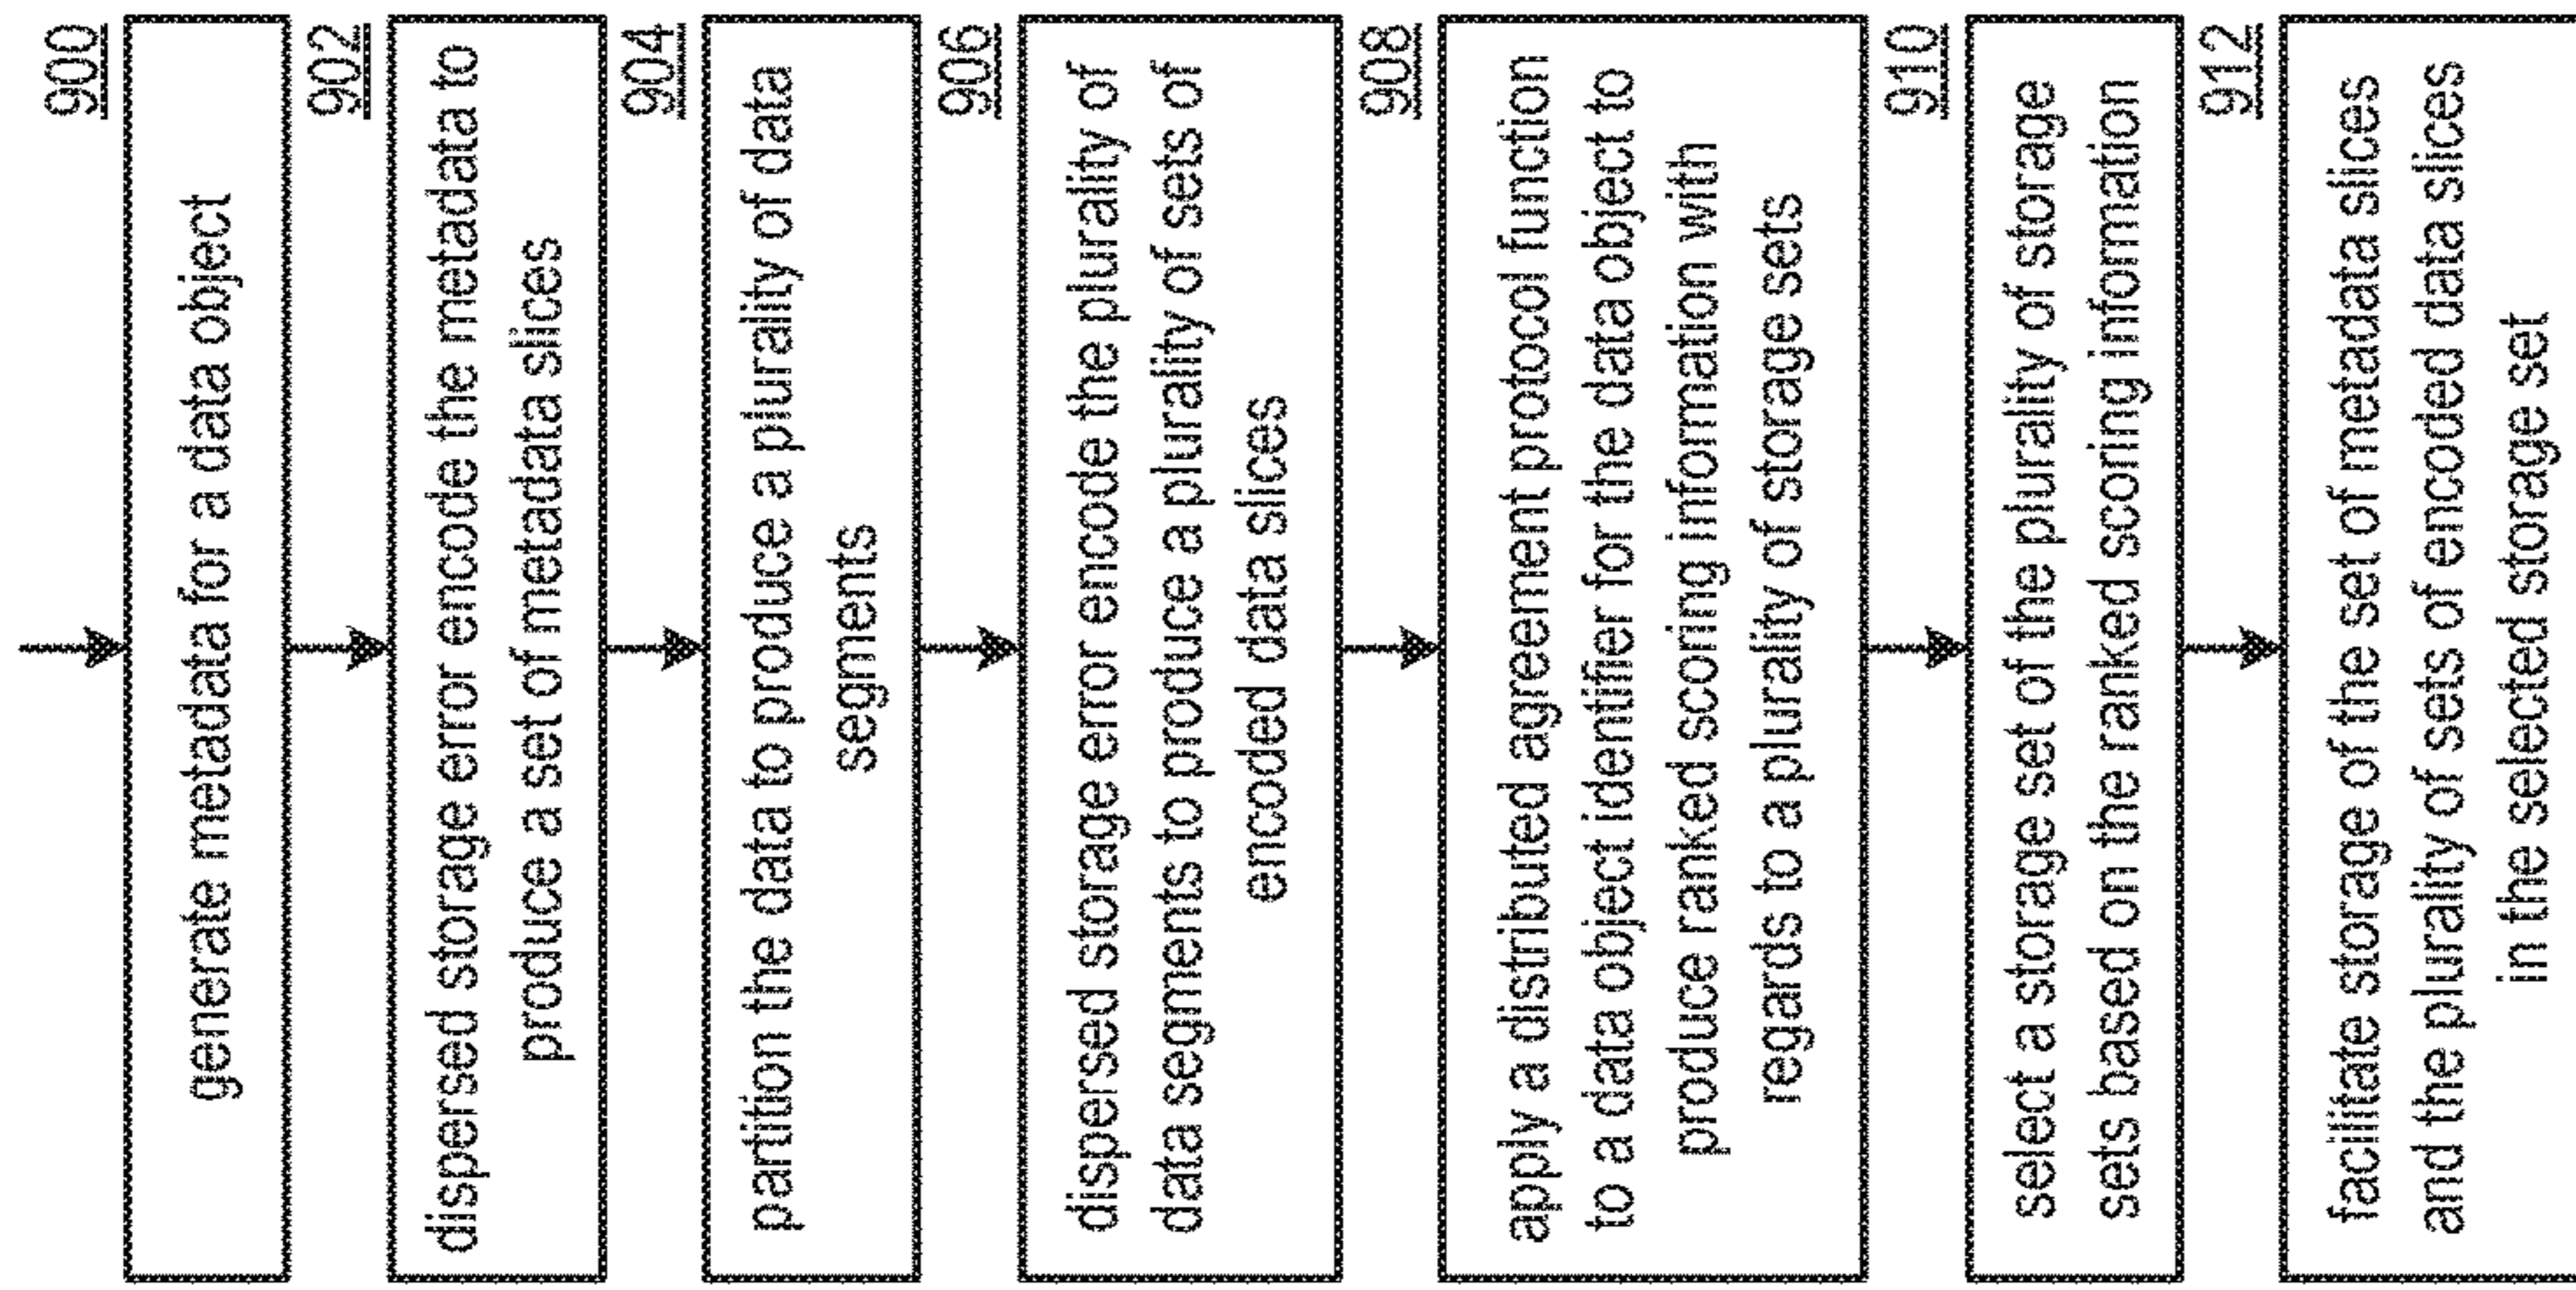 900
generate metadata for a data object
902
dispersed storage error encode the metadata to
produce a set of metadata slices
904
partition the data to produce a plurality of data
segments
906
dispersed storage error encode the plurality of
data segments to produce a plurality of sets of
encoded data slices
908
apply a distributed agreement protocol function
to a data object identifier for the data object to
produce ranked scoring information with
regards to a plurality of storage sets
910
select a storage set of the plurality of storage
sets based on the ranked scoring information
912
facilitate storage of the set of metadata slices
and the plurality of sets of encoded data slices
in the selected storage set